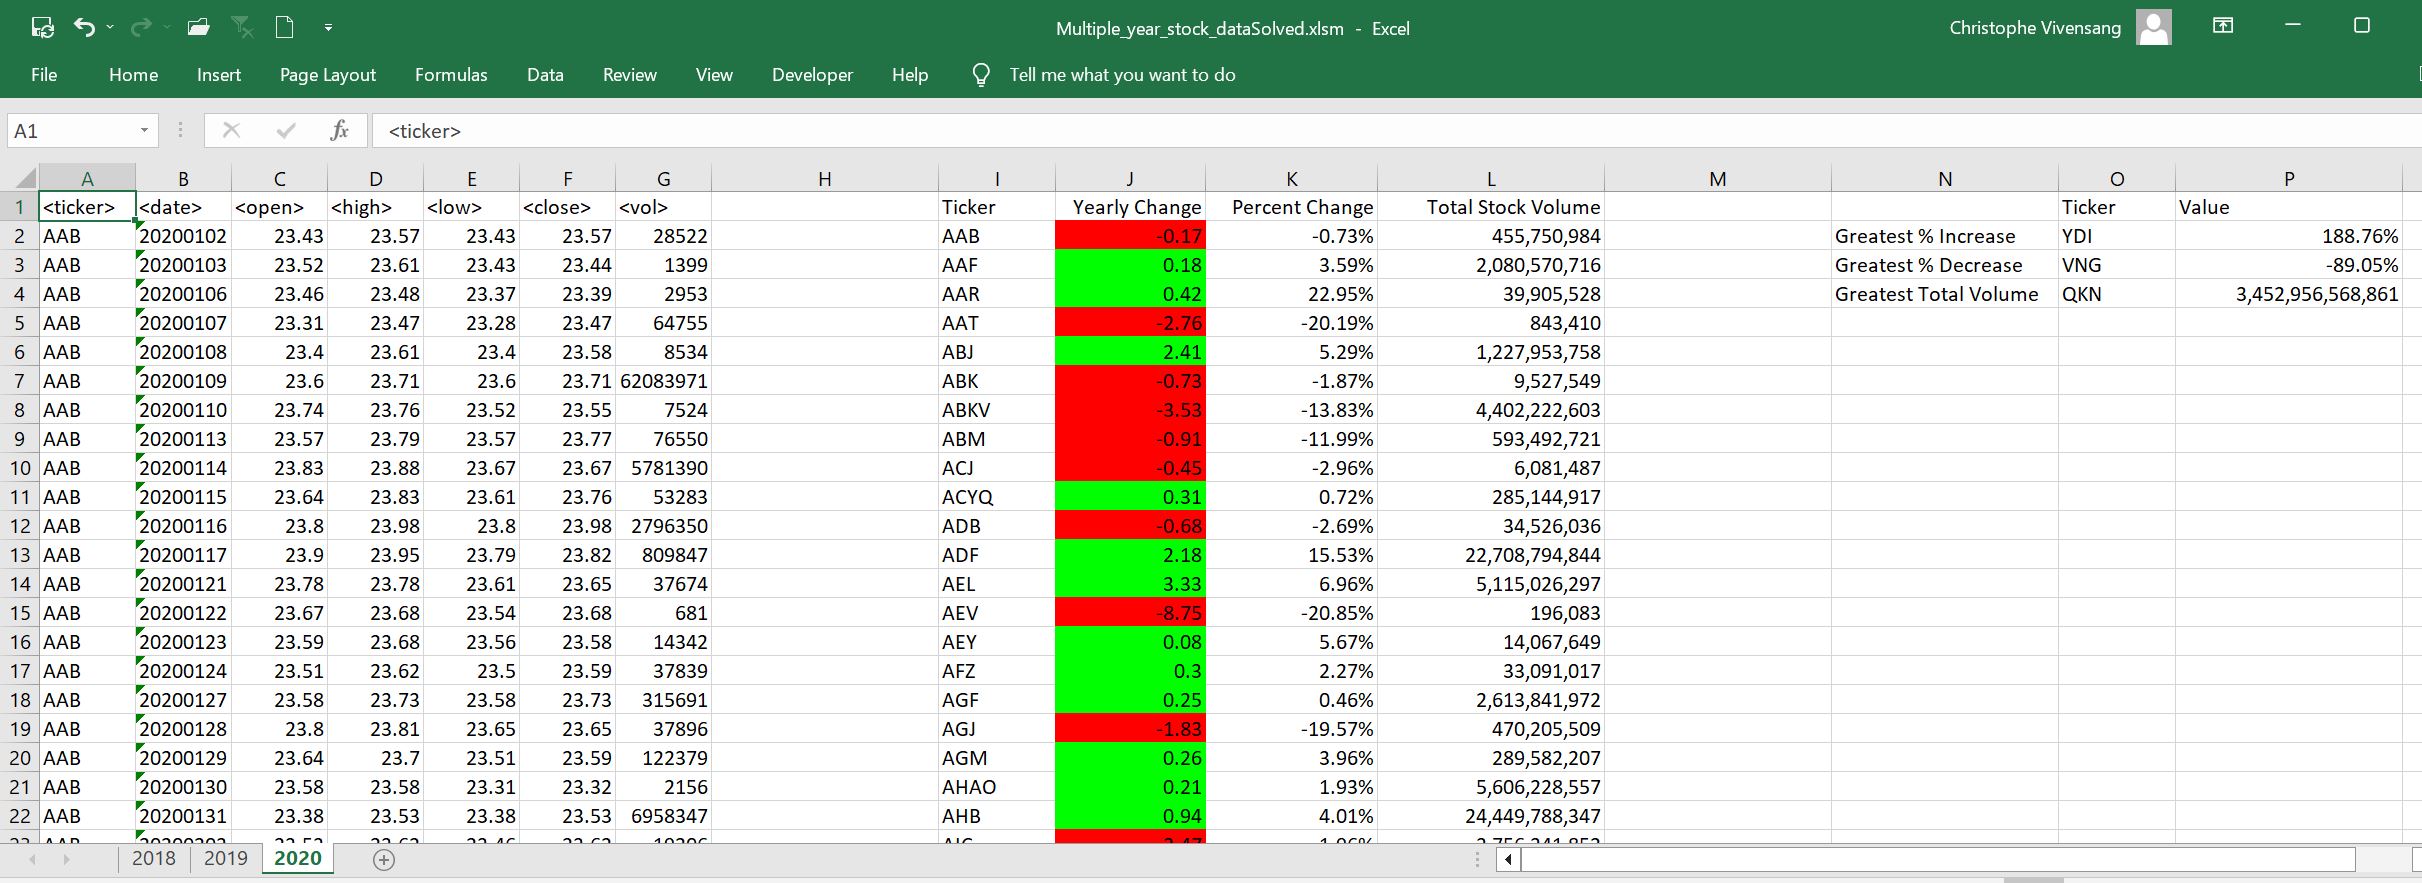 Multiple_year_stock_dataSolved.xlsm - Excel Christophe Vivensang
File Home Insert Page Layout Formulas Data Review View Developer Help Tell me what you want to do
A1 fx <ticker>
A B C D E F G H I J K L M N O P
1 <ticker> <date> <open> <high> <low> <close> <vol> Ticker Yearly Change Percent Change Total Stock Volume Ticker Value
2 AAB 20200102 23.43 23.57 23.43 23.57 28522 AAB -0.17 -0.73% 455,750,984 Greatest % Increase YDI 188.76%
3 AAB 20200103 23.52 23.61 23.43 23.44 1399 AAF 0.18 3.59% 2,080,570,716 Greatest % Decrease VNG -89.05%
4 AAB 20200106 23.46 23.48 23.37 23.39 2953 AAR 0.42 22.95% 39,905,528 Greatest Total Volume QKN 3,452,956,568,861
5 AAB 20200107 23.31 23.47 23.28 23.47 64755 AAT -2.76 -20.19% 843,410
6 AAB 20200108 23.4 23.61 23.4 23.58 8534 ABJ 2.41 5.29% 1,227,953,758
7 AAB 20200109 23.6 23.71 23.6 23.71 62083971 ABK -0.73 -1.87% 9,527,549
8 AAB 20200110 23.74 23.76 23.52 23.55 7524 ABKV -3.53 -13.83% 4,402,222,603
9 AAB 20200113 23.57 23.79 23.57 23.77 76550 ABM -0.91 -11.99% 593,492,721
10 AAB 20200114 23.83 23.88 23.67 23.67 5781390 ACJ -0.45 -2.96% 6,081,487
11 AAB 20200115 23.64 23.83 23.61 23.76 53283 ACYQ 0.31 0.72% 285,144,917
12 AAB 20200116 23.8 23.98 23.8 23.98 2796350 ADB -0.68 -2.69% 34,526,036
13 AAB 20200117 23.9 23.95 23.79 23.82 809847 ADF 2.18 15.53% 22,708,794,844
14 AAB 20200121 23.78 23.78 23.61 23.65 37674 AEL 3.33 6.96% 5,115,026,297
15 AAB 20200122 23.67 23.68 23.54 23.68 681 AEV -8.75 -20.85% 196,083
16 AAB 20200123 23.59 23.68 23.56 23.58 14342 AEY 0.08 5.67% 14,067,649
17 AAB 20200124 23.51 23.62 23.5 23.59 37839 AFZ 0.3 2.27% 33,091,017
18 AAB 20200127 23.58 23.73 23.58 23.73 315691 AGF 0.25 0.46% 2,613,841,972
19 AAB 20200128 23.8 23.81 23.65 23.65 37896 AGJ -1.83 -19.57% 470,205,509
20 AAB 20200129 23.64 23.7 23.51 23.59 122379 AGM 0.26 3.96% 289,582,207
21 AAB 20200130 23.58 23.58 23.31 23.32 2156 AHAO 0.21 1.93% 5,606,228,557
22 AAB 20200131 23.38 23.53 23.38 23.53 6958347 AHB 0.94 4.01% 24,449,788,347
2018 2019 2020